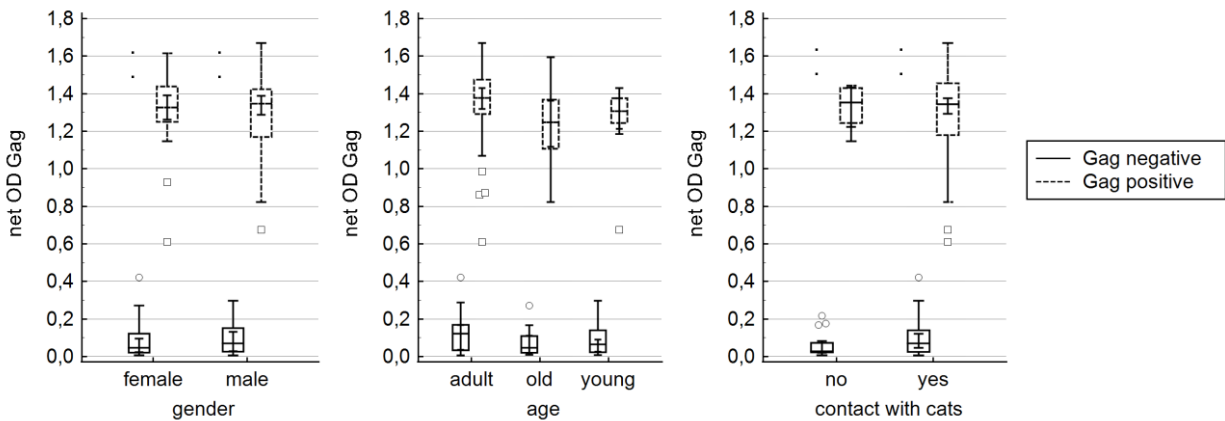 net OD Gag
1,8
1,6
1,4
1,2
1,0
0,8
0,6
0,4
0,2
0,0
female male
gender
net OD Gag
1,8
1,6
1,4
1,2
1,0
0,8
0,6
0,4
0,2
0,0
adult old young
age
net OD Gag
1,8
1,6
1,4
1,2
1,0
0,8
0,6
0,4
0,2
0,0
no yes
contact with cats
Gag negative
Gag positive